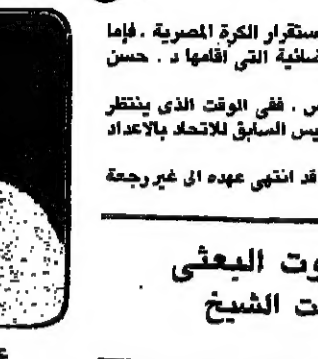 ستقرار الكرة المصرية . فإما
ضائية التى أقامها د . حسن
س . ففى الوقت الذى ينتظر
يس السابق للاتحاد بالاعداد
قد انتهى عهده الى غير رجعة
وت البعثى
ت الشيخ